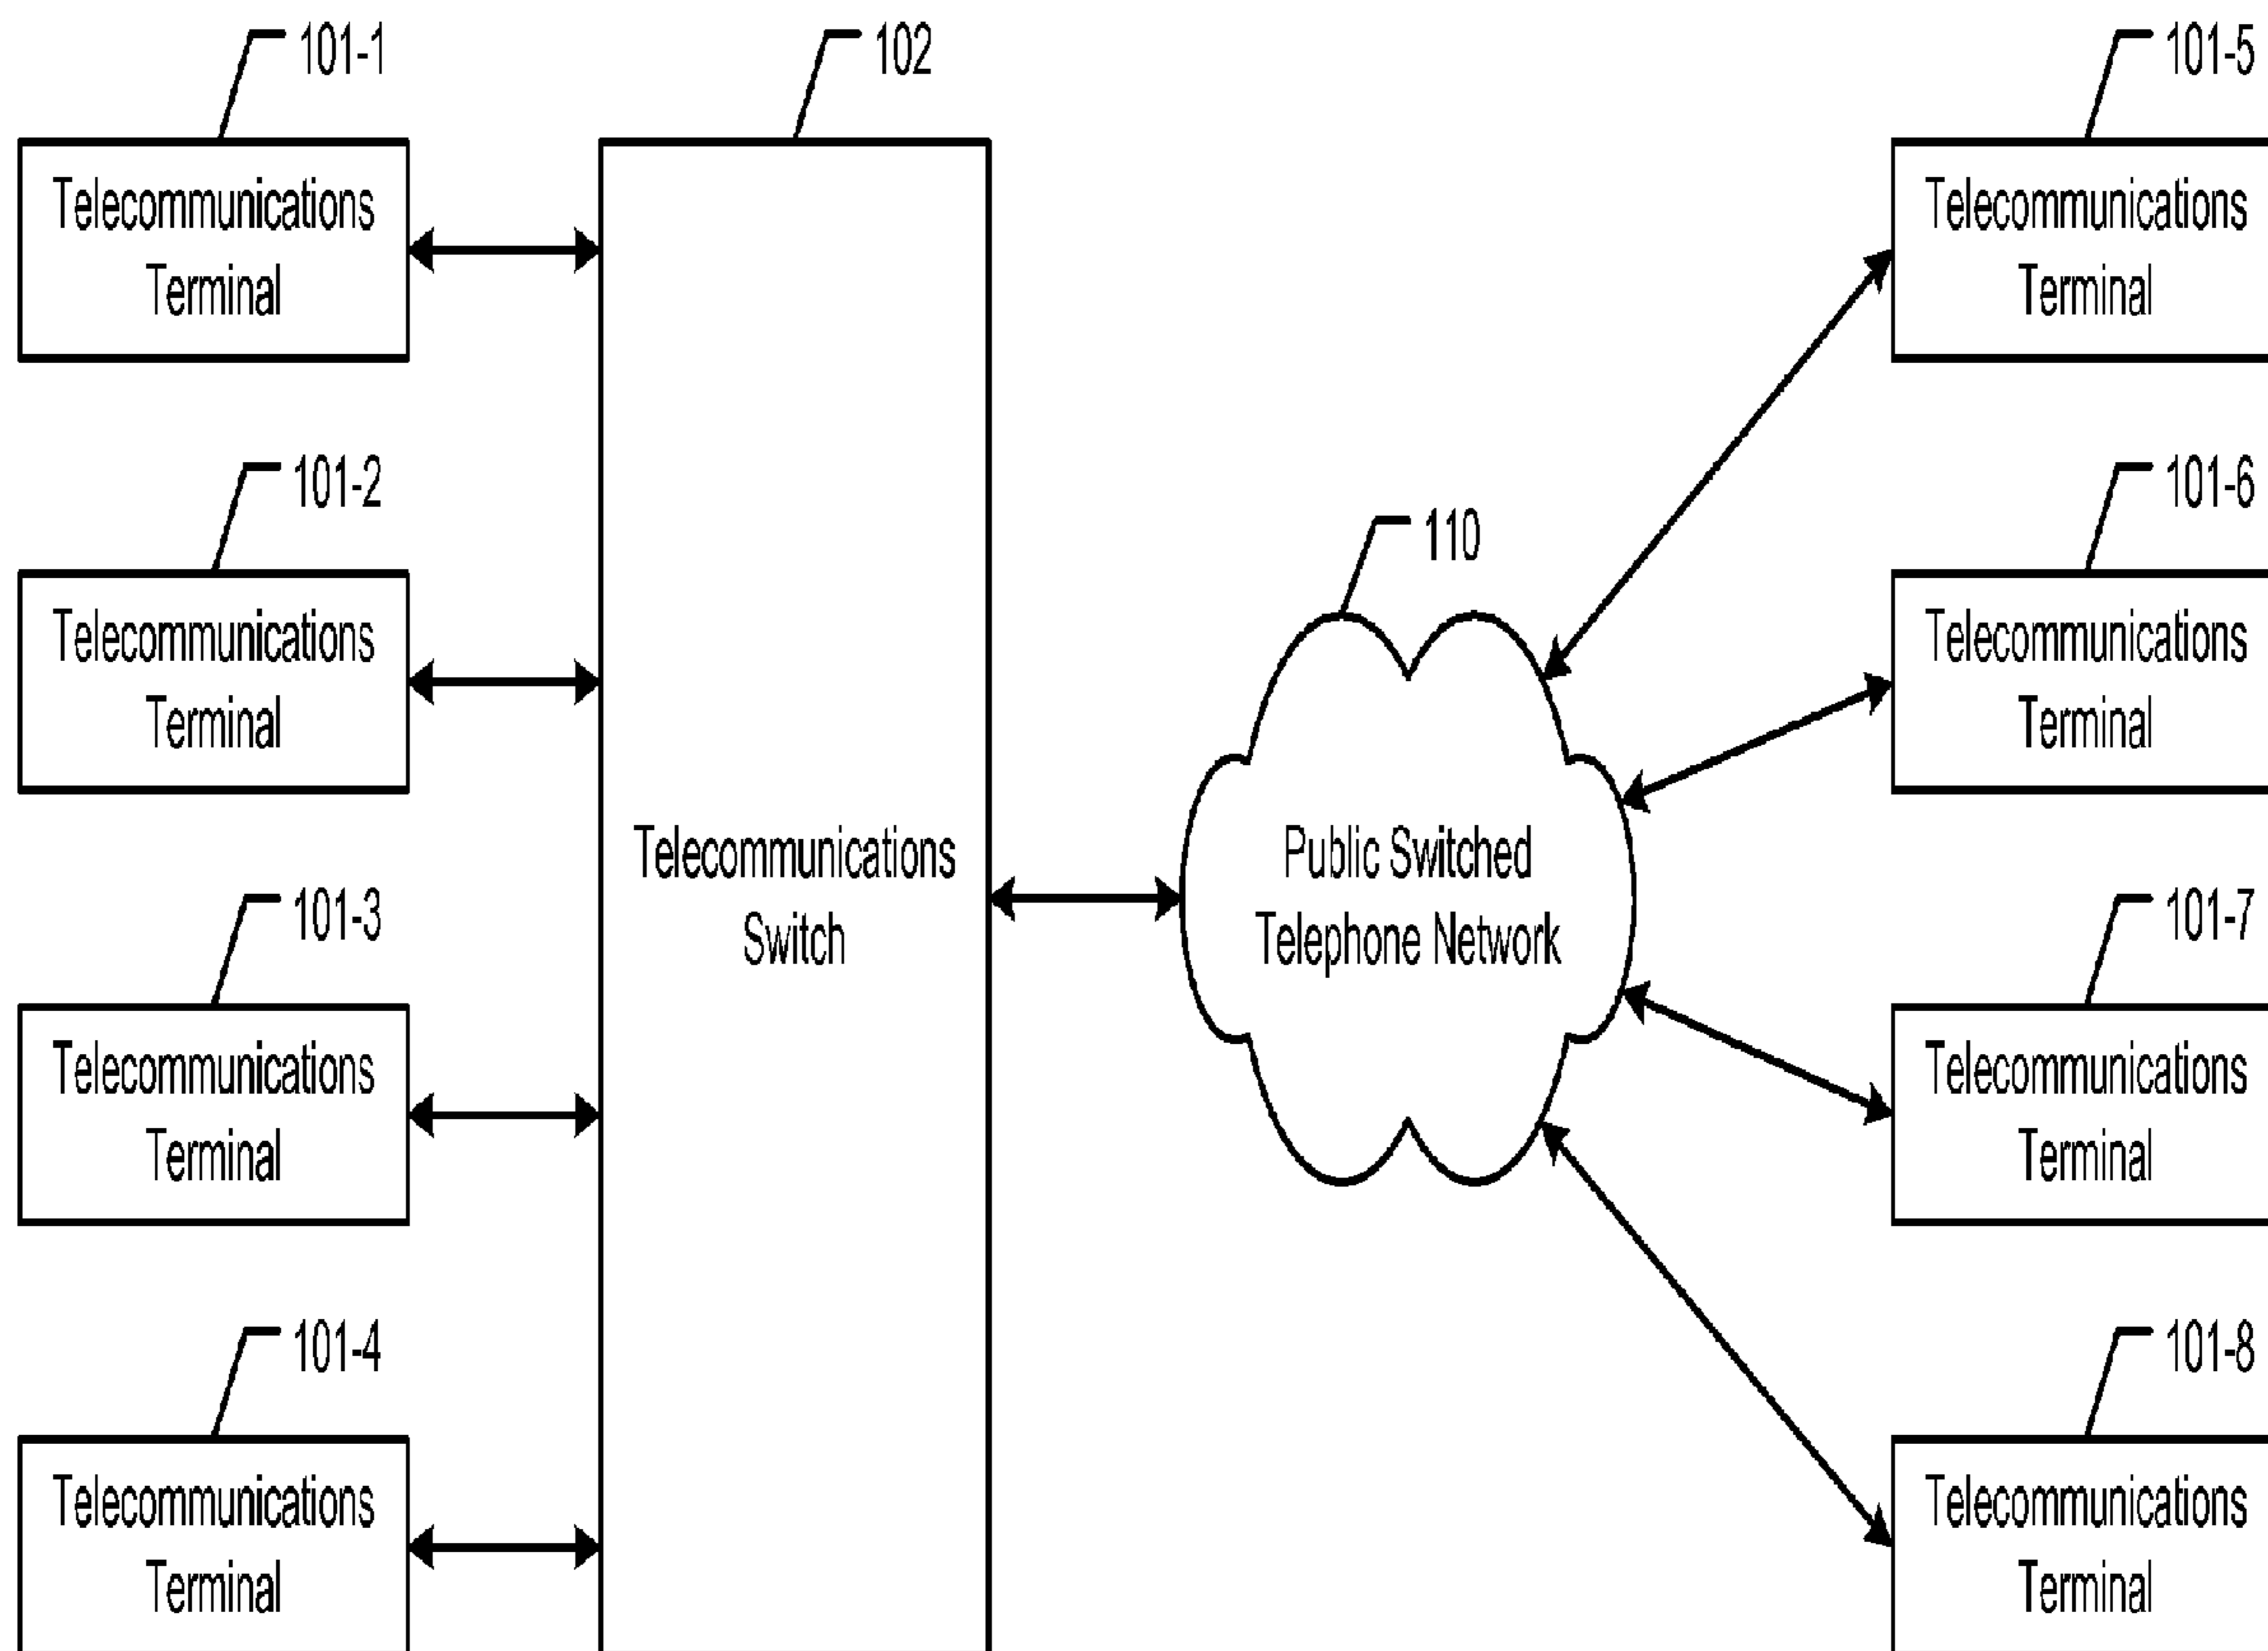 101-1
102
101-5
Telecommunications
Terminal
Telecommunications
Terminal
101-2
101-6
110
Telecommunications
Terminal
Telecommunications
Terminal
Telecommunications
Switch
Public Switched
Telephone Network
101-3
101-7
Telecommunications
Terminal
Telecommunications
Terminal
101-4
101-8
Telecommunications
Terminal
Telecommunications
Terminal